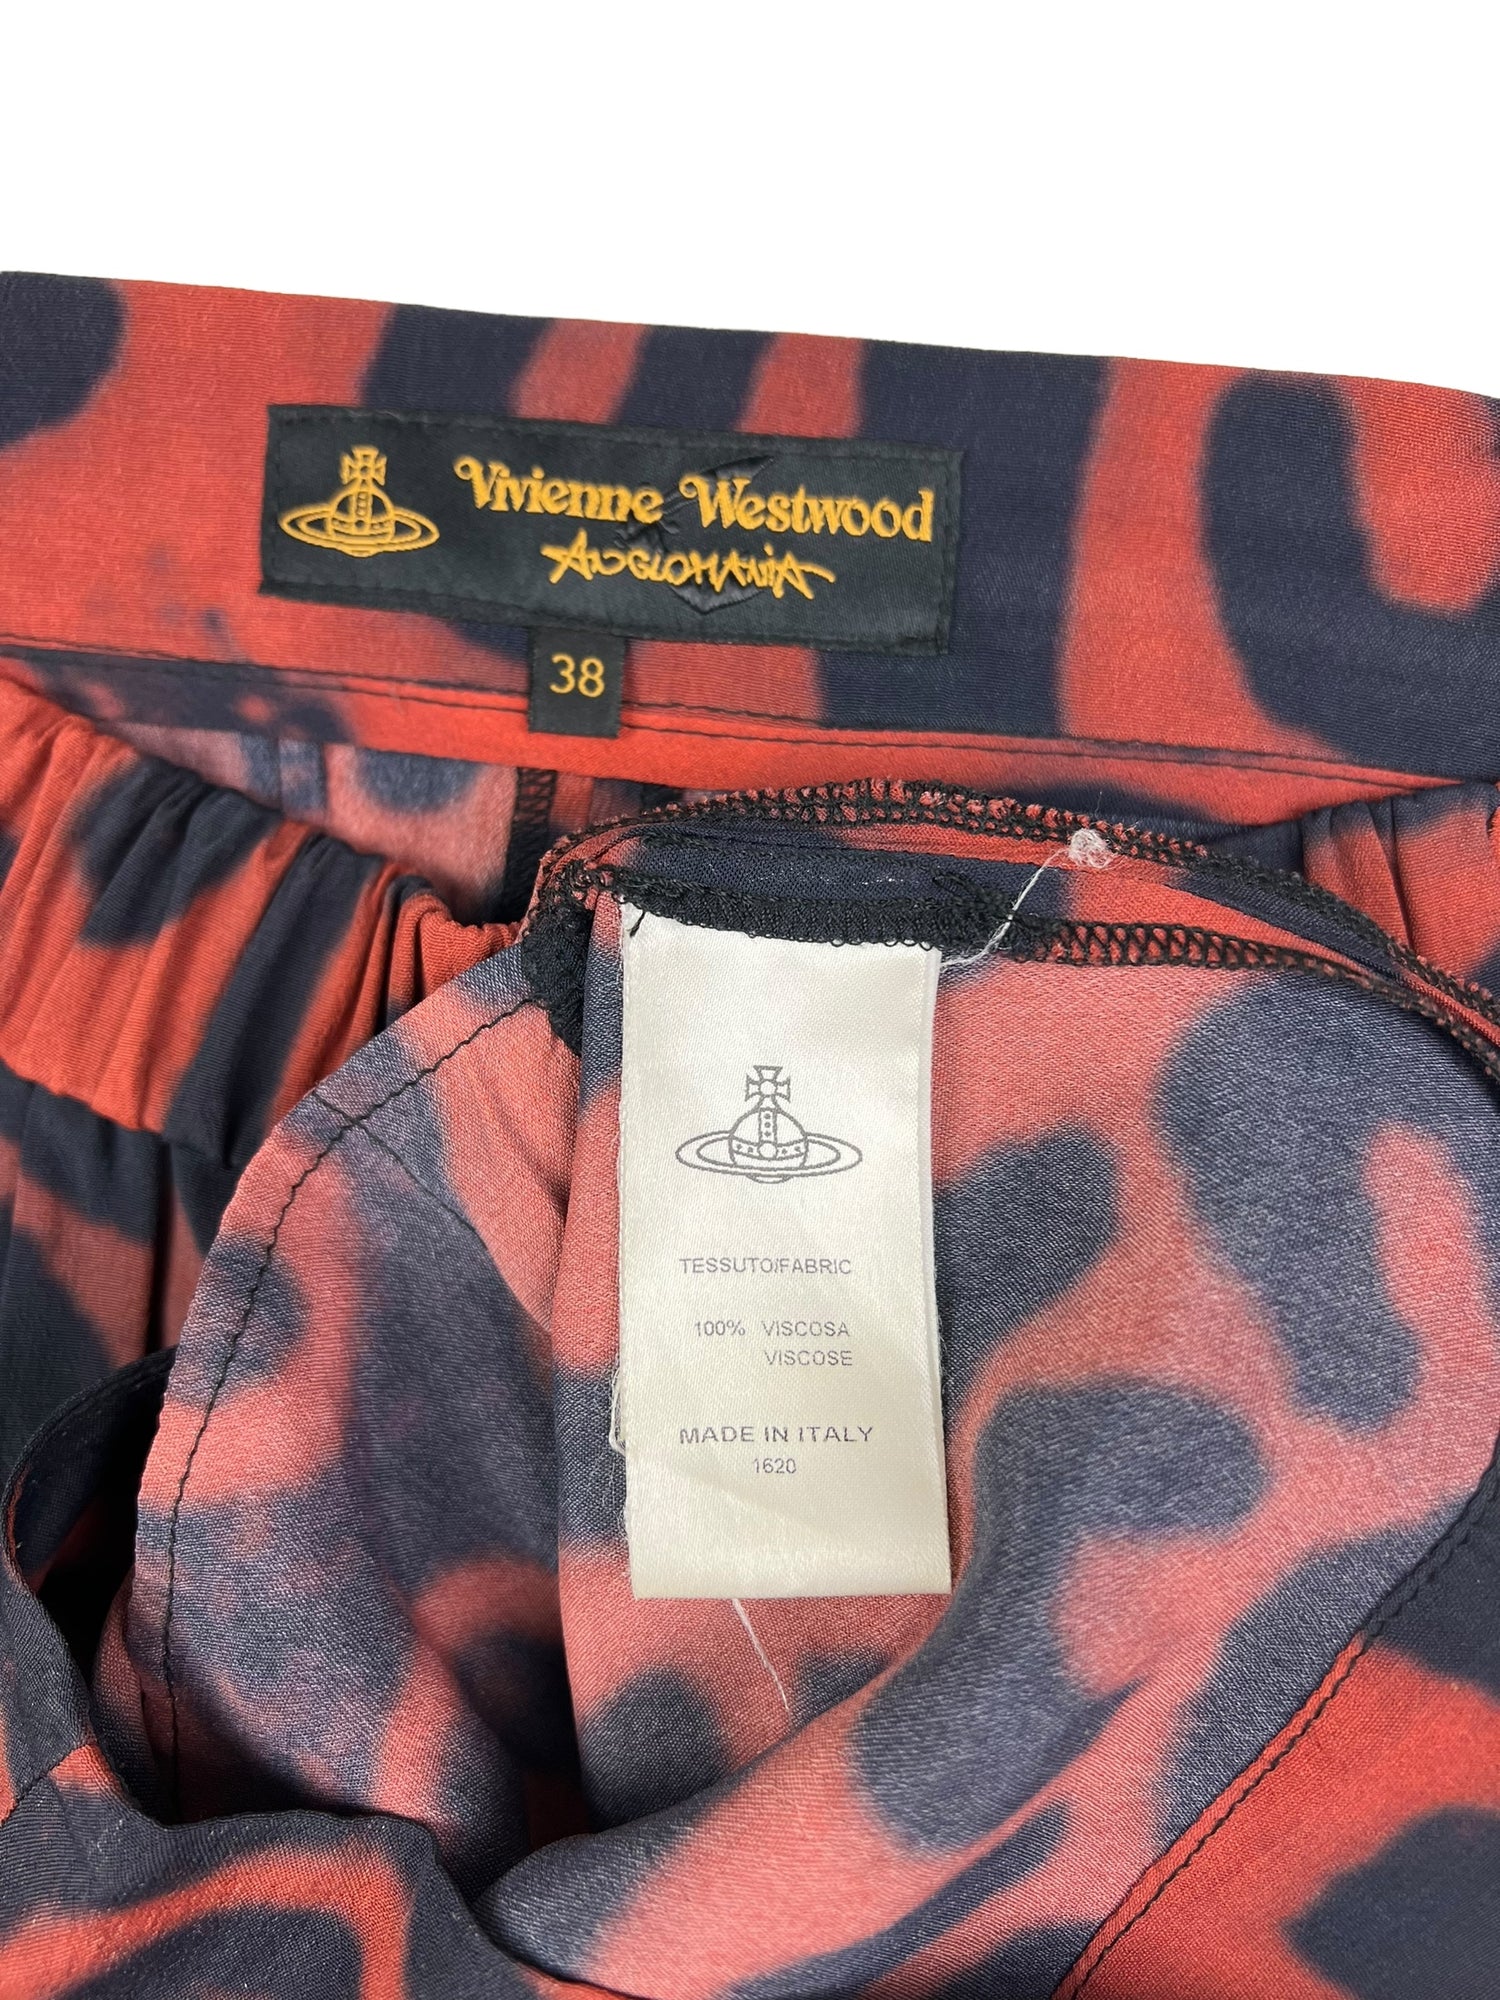 Vivienne Westwood
ANGLOMANIA
38
TESSUTO/FABRIC
100% VISCOSA
VISCOSE
MADE IN ITALY
1620